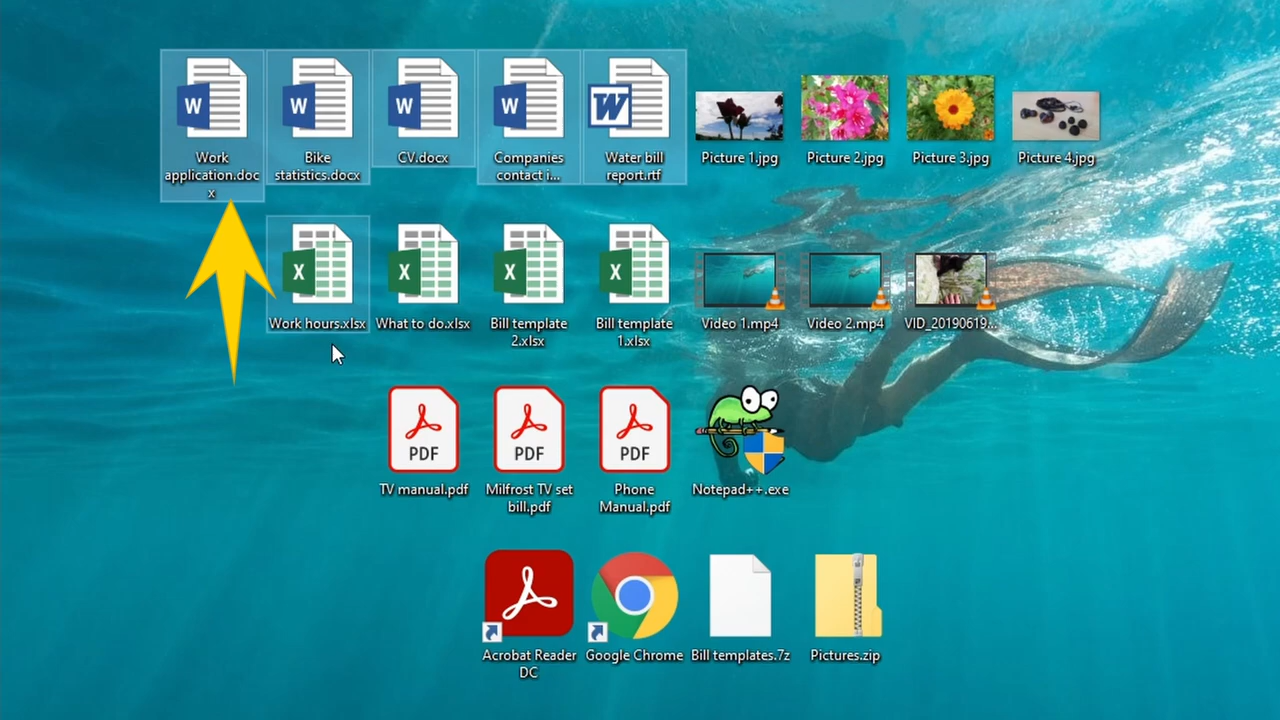 W
W
W
W
W
Work
application.doc
x
Bike
statistics.docx
CV.docx
Companies
contact i...
Water bill
report.rtf
Picture 1.jpg
Picture 2.jpg
Picture 3.jpg
Picture 4.jpg
X
X
X
X
Work hours.xlsx
What to do.xlsx
Bill template
2.xlsx
Bill template
1.xlsx
Video 1.mp4
Video 2.mp4
VID_20190619...
PDF
PDF
PDF
TV manual.pdf
Milfrost TV set
bill.pdf
Phone
Manual.pdf
Notepad++.exe
Acrobat Reader
DC
Google Chrome
Bill templates.7z
Pictures.zip